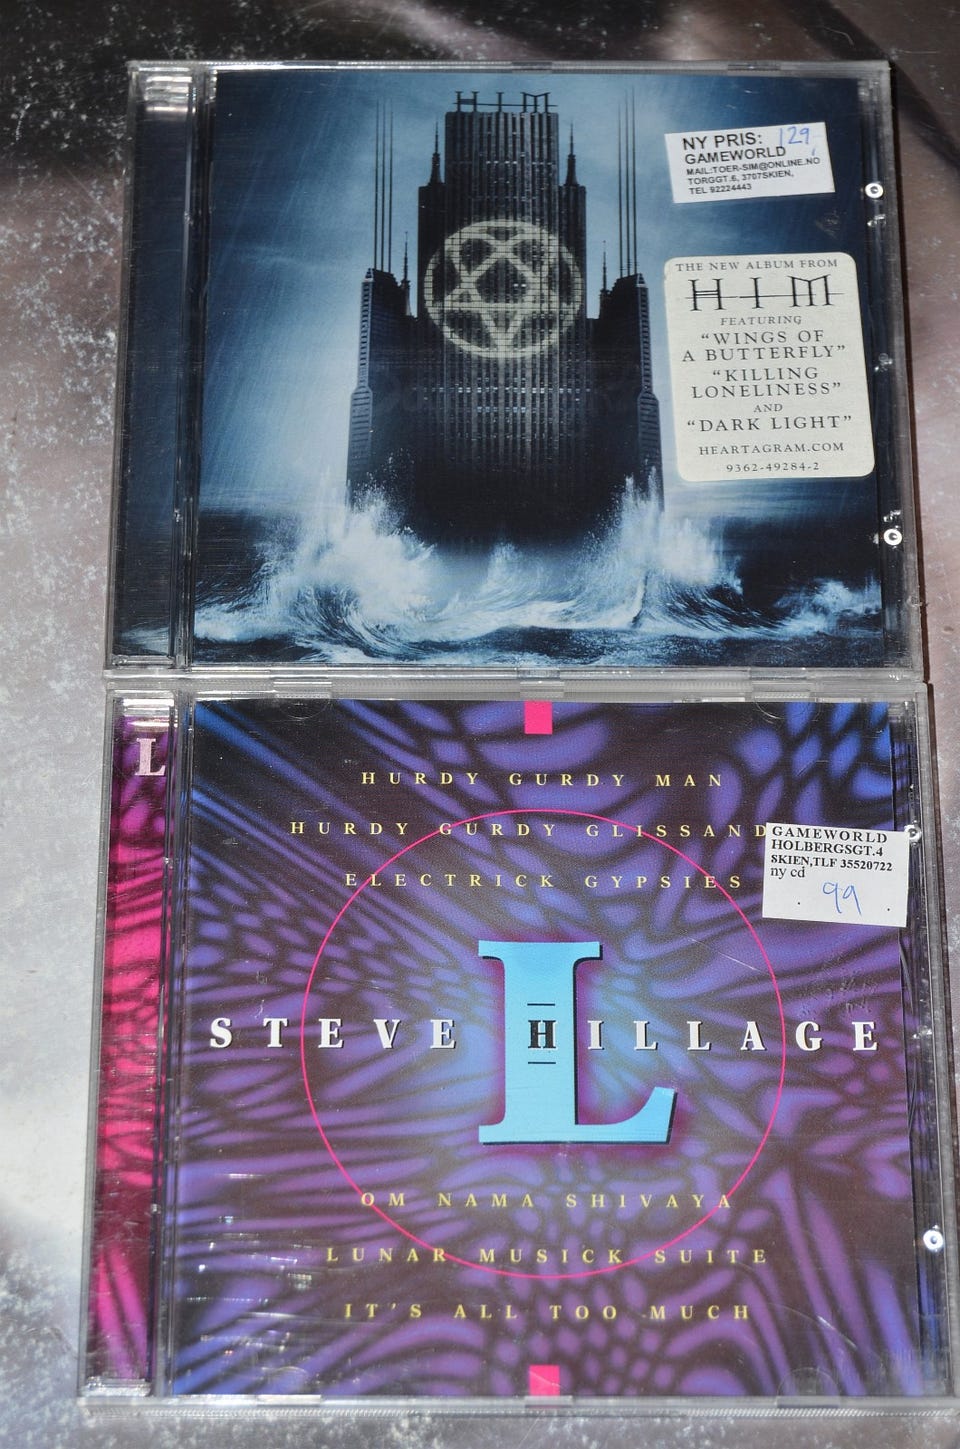 HIM
NY PRIS: 129,
GAMEWORLD
MAIL:TOER-SIM@ONLINE.NO
TORGGT.6, 3707SKIEN,
TEL 92224443
THE NEW ALBUM FROM
HIM
FEATURING
“WINGS OF
A BUTTERFLY”
“KILLING
LONELINESS”
AND
“DARK LIGHT”
HEARTAGRAM.COM
9362-49284-2
L
HURDY GURDY MAN
HURDY GURDY GLISSAND
ELECTRICK GYPSIES
GAMEWORLD
HOLBERGSGT.4
SKIEN,TLF 35520722
ny cd
99
L
STEVE HILLAGE
OM NAMA SHIVAYA
LUNAR MUSICK SUITE
IT'S ALL TOO MUCH